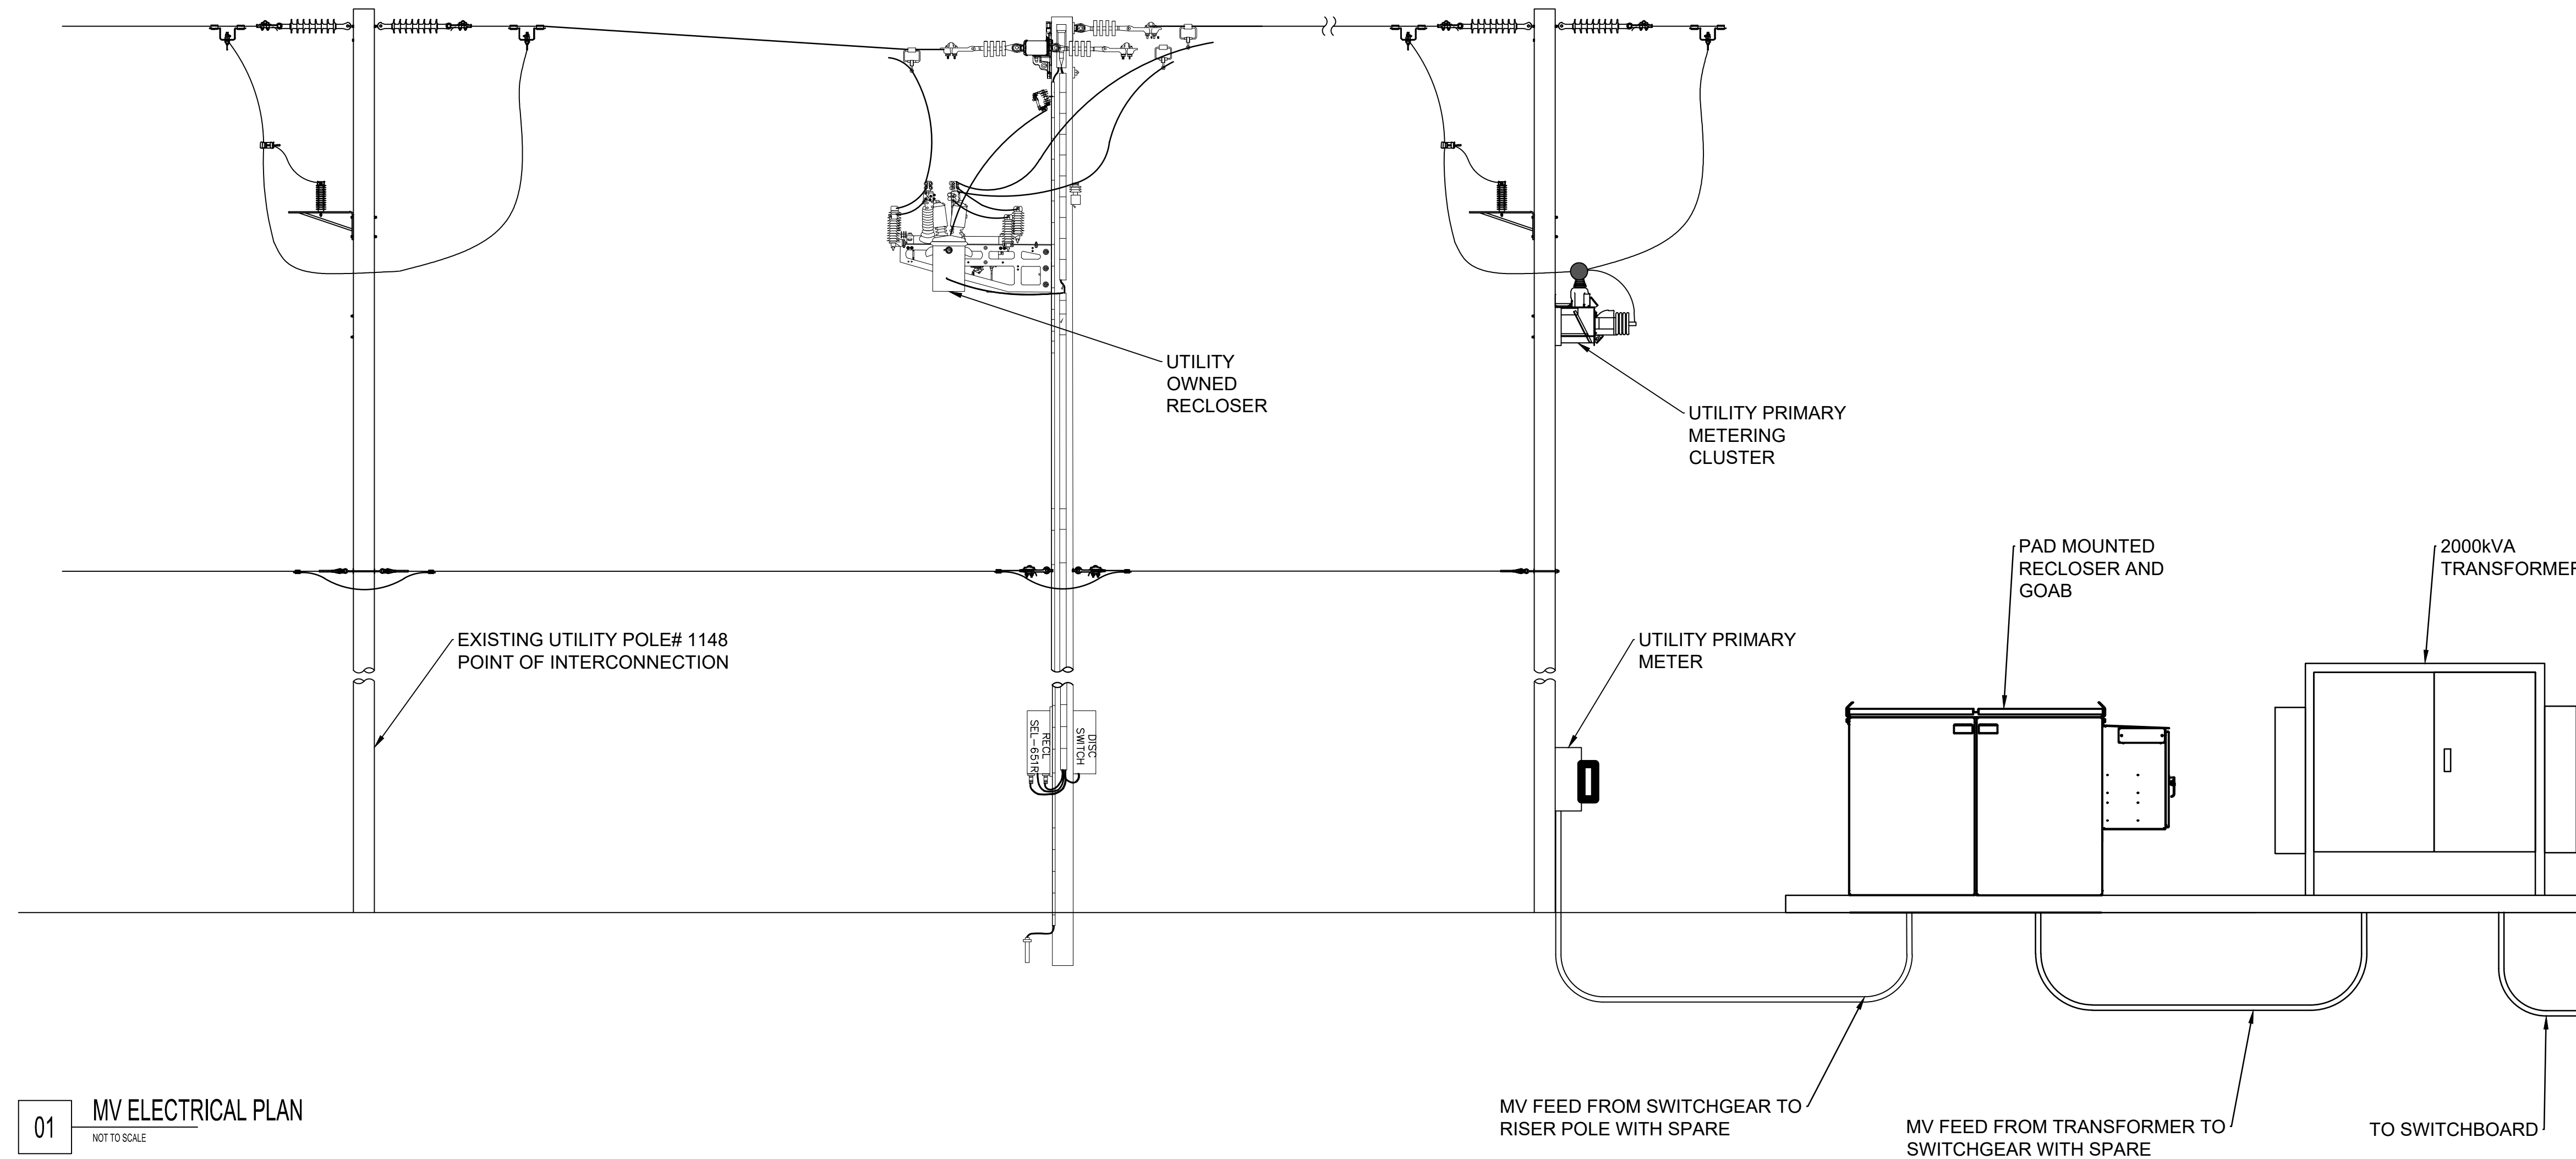 UTILITY
OWNED
RECLOSER
UTILITY PRIMARY
METERING
CLUSTER
PAD MOUNTED
RECLOSER AND
GOAB
2000kVA
TRANSFORMER
EXISTING UTILITY POLE# 1148
POINT OF INTERCONNECTION
UTILITY PRIMARY
METER
RECL
SEL-651R
DISC
SWITCH
MV FEED FROM SWITCHGEAR TO
RISER POLE WITH SPARE
MV FEED FROM TRANSFORMER TO
SWITCHGEAR WITH SPARE
TO SWITCHBOARD
01
MV ELECTRICAL PLAN
NOT TO SCALE